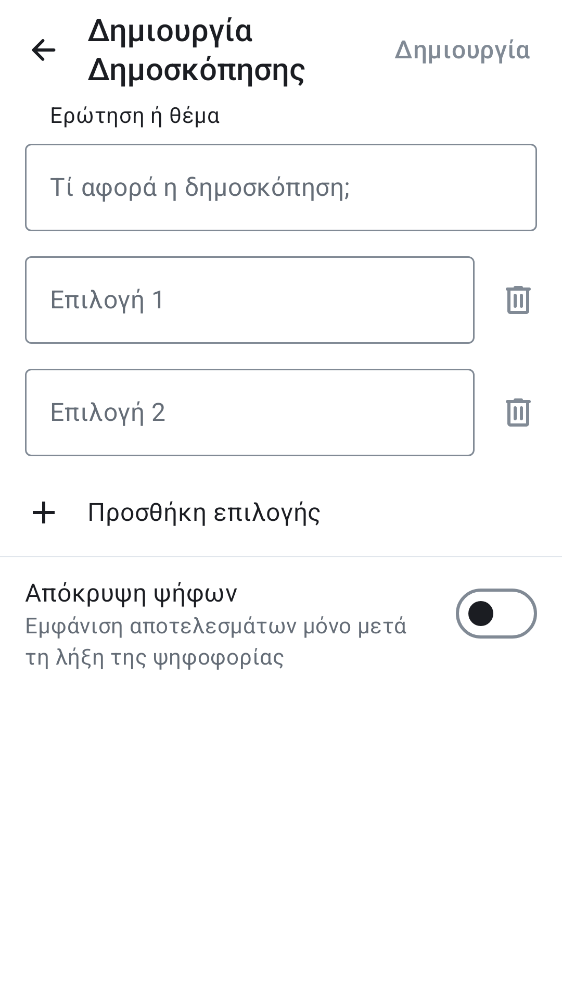 Δημιουργία
Δημοσκόπησης
Δημιουργία
Ερώτηση ή θέμα
Τί αφορά η δημοσκόπηση;
Επιλογή 1
Επιλογή 2
Προσθήκη επιλογής
Απόκρυψη ψήφων
Εμφάνιση αποτελεσμάτων μόνο μετά
τη λήξη της ψηφοφορίας